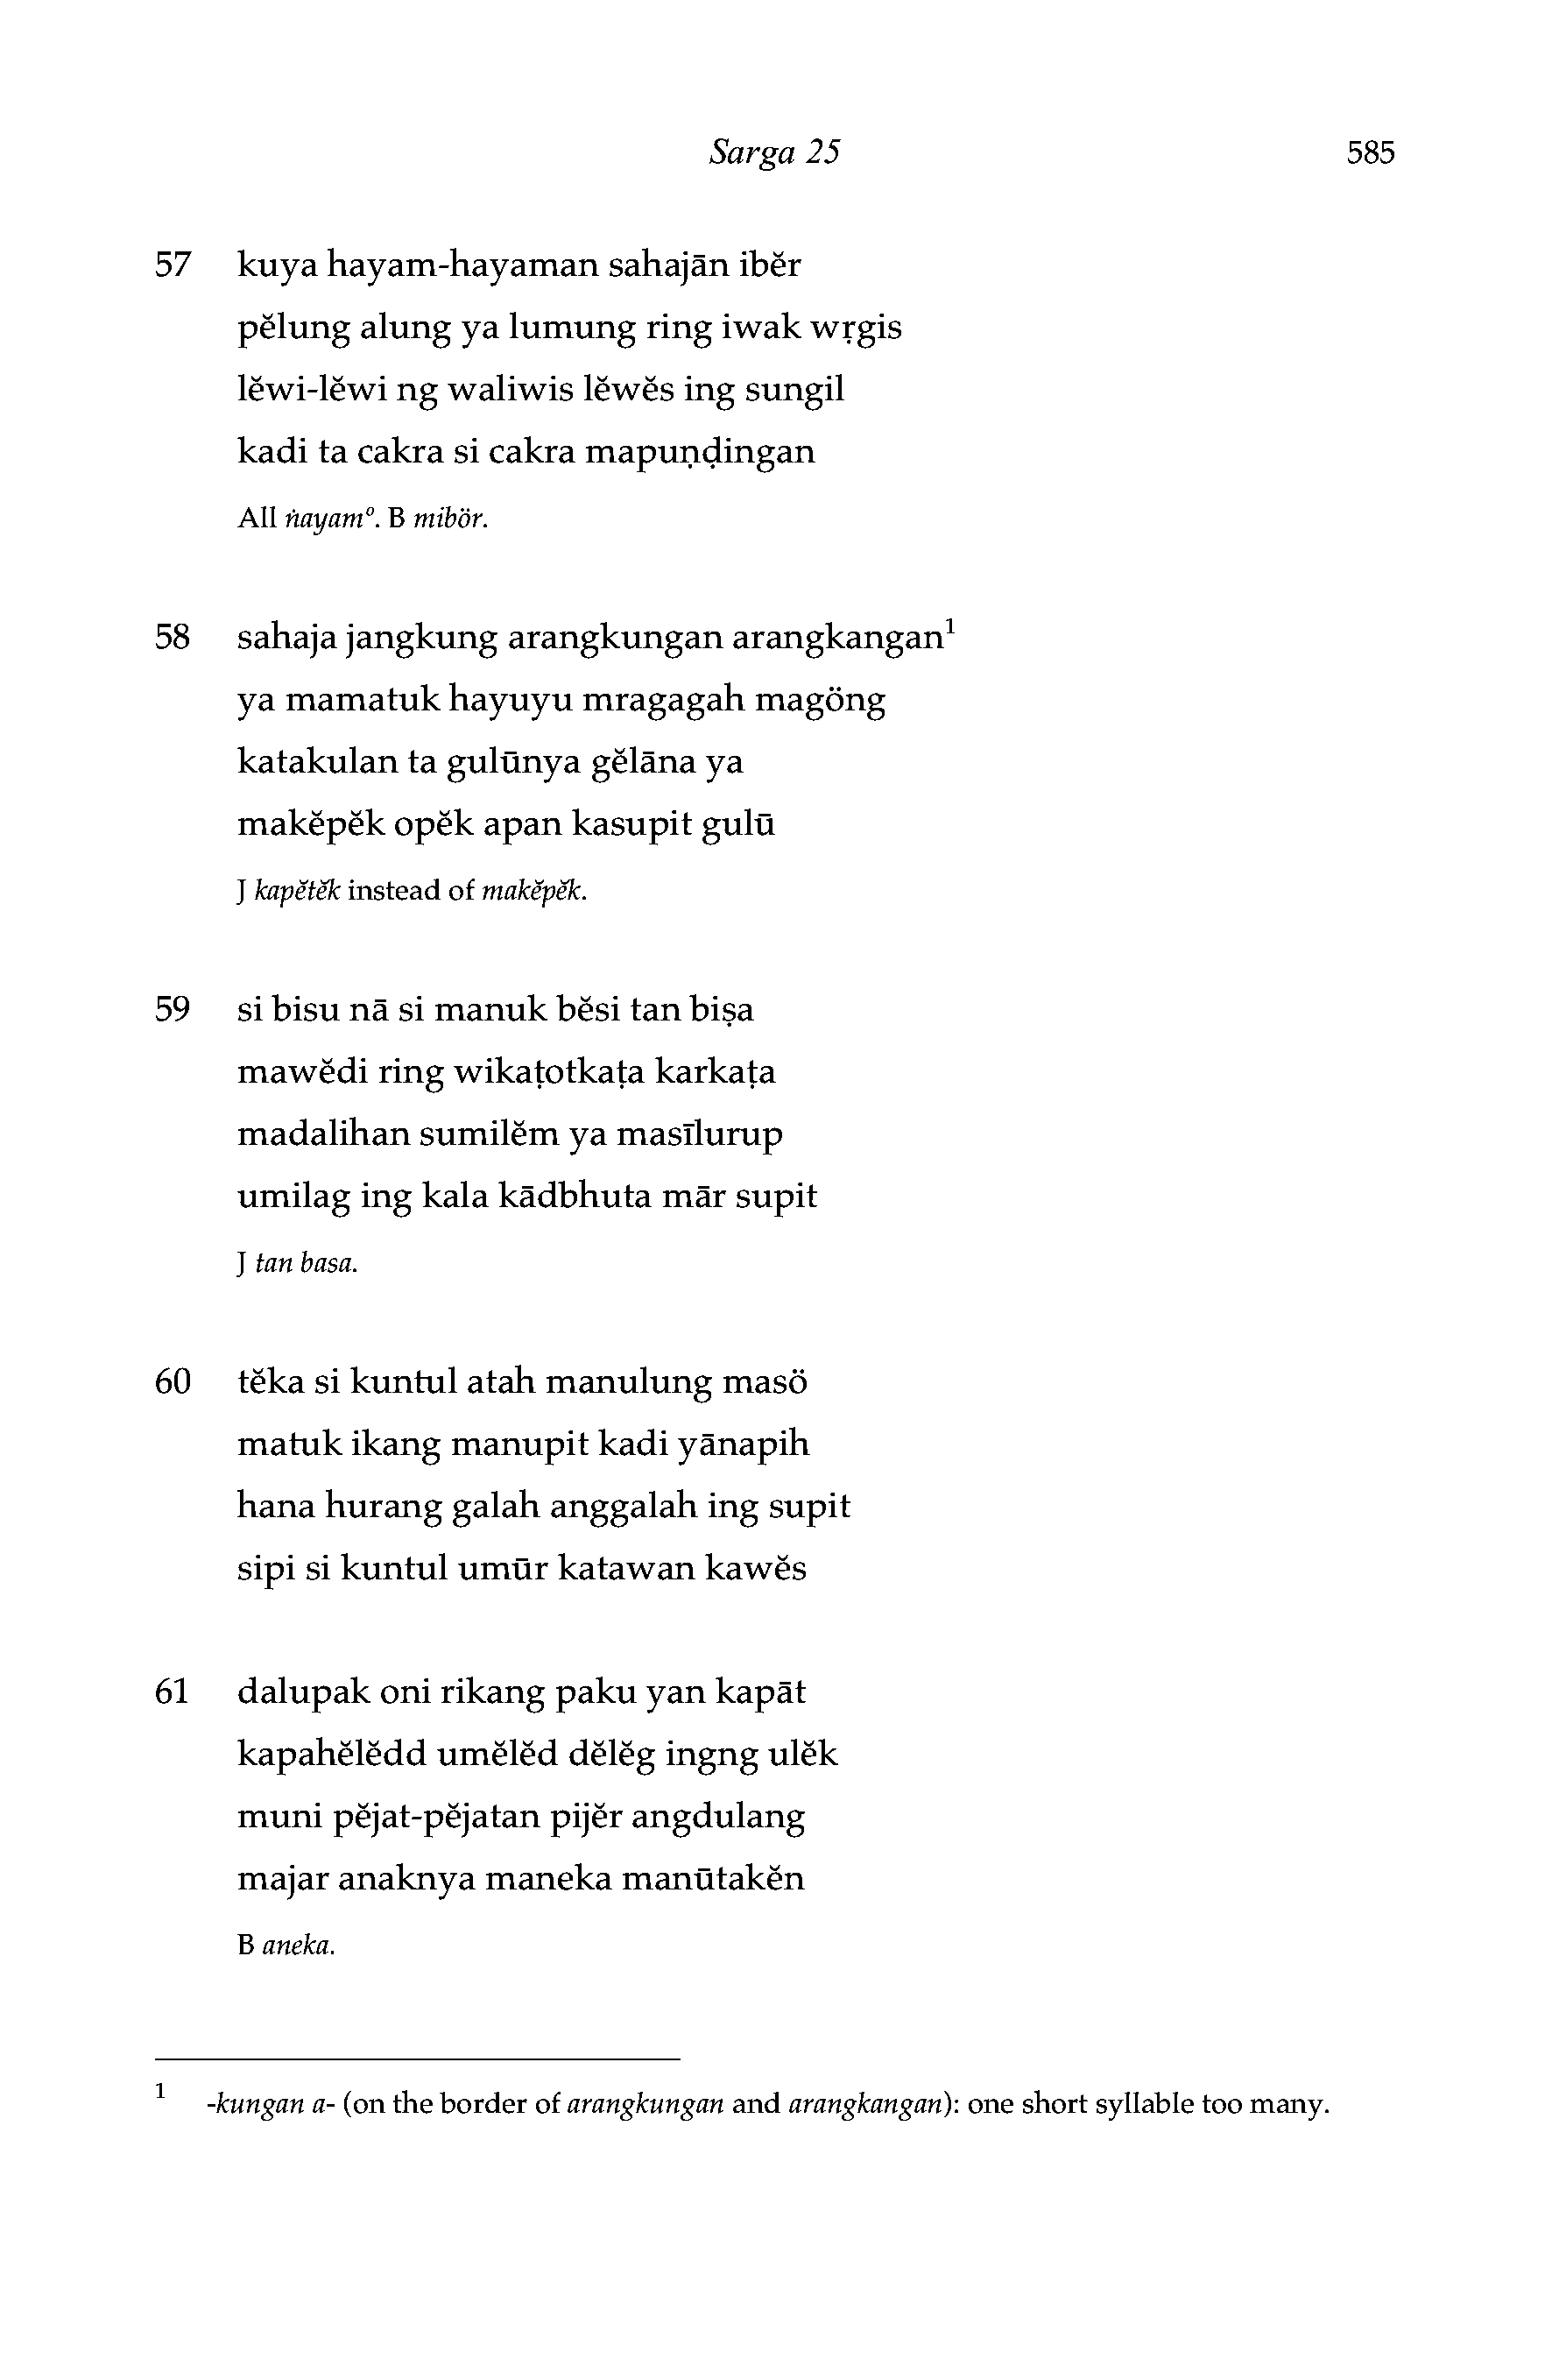 Sarga 25 585
57 kuya hayam-hayaman sahajān ibĕr
pĕlung alung ya lumung ring iwak wṛgis
lĕwi-lĕwi ng waliwis lĕwĕs ing sungil
kadi ta cakra si cakra mapuṇḍingan
All ṅayam°. B mibör.
58 sahaja jangkung arangkungan arangkangan¹
ya mamatuk hayuyu mragagah magöng
katakulan ta gulūnya gĕlāna ya
makĕpĕk opĕk apan kasupit gulū
J kapĕtĕk instead of makĕpĕk.
59 si bisu nā si manuk bĕsi tan biṣa
mawĕdi ring wikaṭotkaṭa karkaṭa
madalihan sumilĕm ya masīlurup
umilag ing kala kādbhuta mār supit
J tan basa.
60 tĕka si kuntul atah manulung masö
matuk ikang manupit kadi yānapih
hana hurang galah anggalah ing supit
sipi si kuntul umūr katawan kawĕs
61 dalupak oni rikang paku yan kapāt
kapahĕlĕdd umĕlĕd dĕlĕg ingng ulĕk
muni pĕjat-pĕjatan pijĕr angdulang
majar anaknya maneka manūtakĕn
B aneka.
¹ -kungan a- (on the border of arangkungan and arangkangan): one short syllable too many.